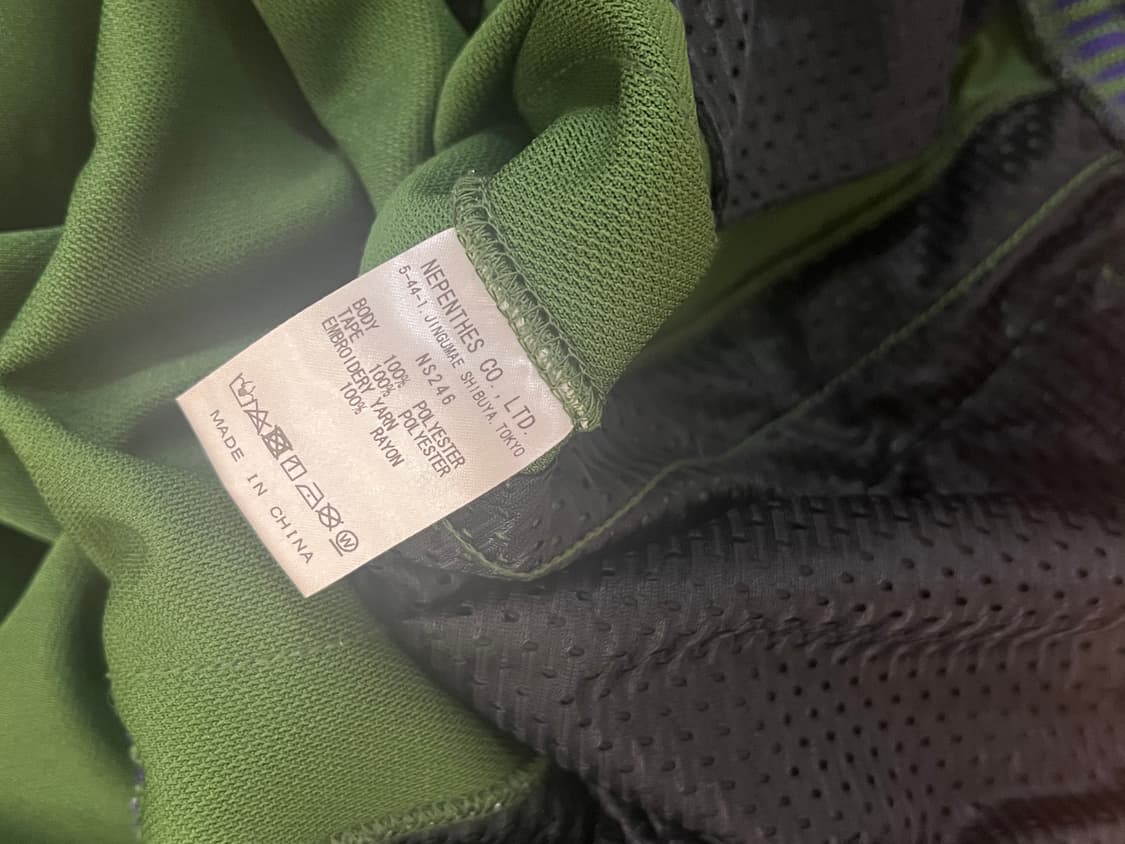 NEPENTHES CO., LTD.
5-44-1 JINGUMAE SHIBUYA, TOKYO
NS246
BODY 100% POLYESTER
TAPE 100% POLYESTER
EMBROIDERY YARN
100% RAYON
W
MADE IN CHINA